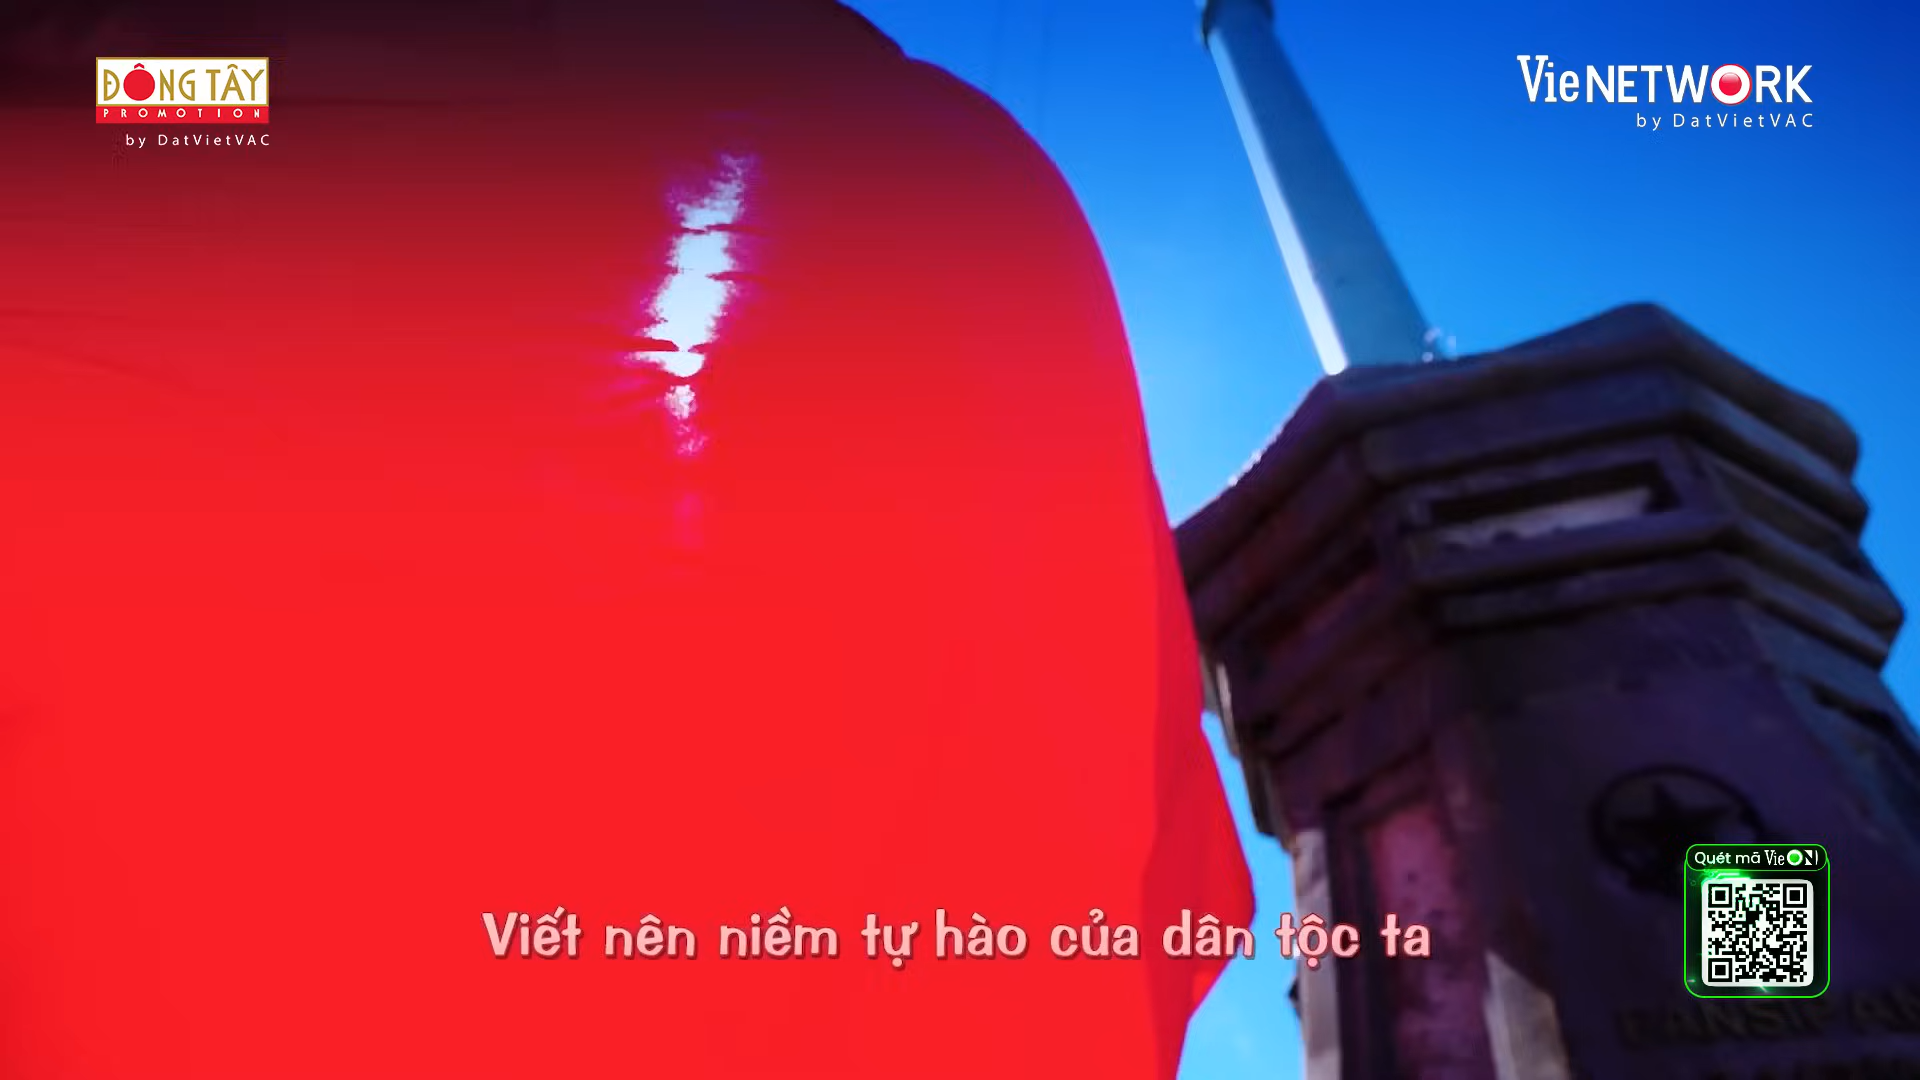 ĐÔNG TÂY
PROMOTION
by DatVietVAC
VieNETWORK
by DatVietVAC
Quét mã VieON
Viết nên niềm tự hào của dân tộc ta